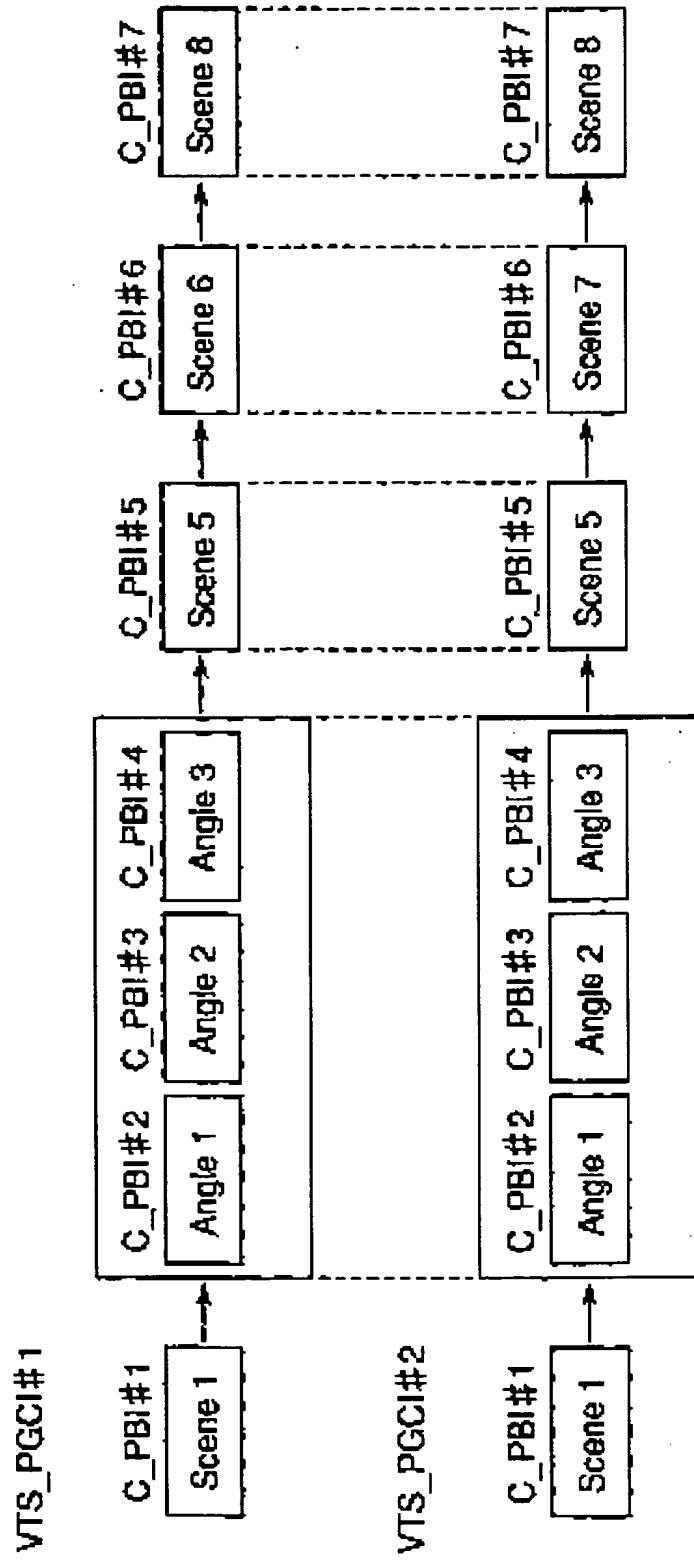 VTS_PGCI#1
C_PBI#1
C_PBI#2
C_PBI#3
C_PBI#4
C_PBI#5
C_PBI#6
C_PBI#7
Scene 1
Angle 1
Angle 2
Angle 3
Scene 5
Scene 6
Scene 8
VTS_PGCI#2
C_PBI#1
C_PBI#2
C_PBI#3
C_PBI#4
C_PBI#5
C_PBI#6
C_PBI#7
Scene 1
Angle 1
Angle 2
Angle 3
Scene 5
Scene 7
Scene 8